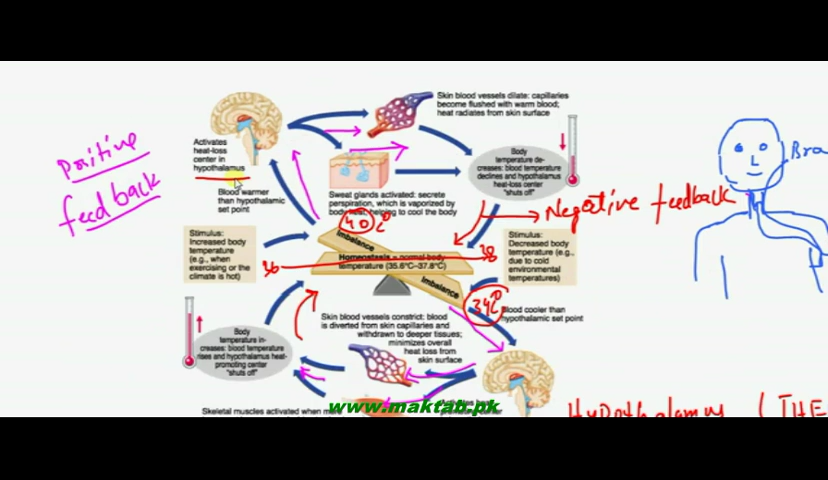 Skin blood vessels dilate: capillaries
become flushed with warm blood;
heat radiates from skin surface
Activates
heat-loss
center in
hypothalamus
Positive
feedback
Blood warmer
than hypothalamic
set point
Sweat glands activated: secrete
perspiration, which is vaporized by
body heat, helping to cool the body
Body
temperature de-
creases: blood temperature
declines and hypothalamus
heat-loss center
"shuts off"
Negative feedback
Stimulus:
Increased body
temperature
(e.g., when
exercising or the
climate is hot)
40 C°
Imbalance
36
38
Homeostasis = normal body
temperature (35.6°C–37.8°C)
Imbalance
34C°
Stimulus:
Decreased body
temperature (e.g.,
due to cold
environmental
temperatures)
Blood cooler than
hypothalamic set point
Skin blood vessels constrict: blood
is diverted from skin capillaries and
withdrawn to deeper tissues;
minimizes overall
heat loss from
skin surface
Body
temperature in-
creases: blood temperature
rises and hypothalamus heat-
promoting center
"shuts off"
Skeletal muscles activated when more
www.maktab.pk
Hypothalamus (THE
Bra